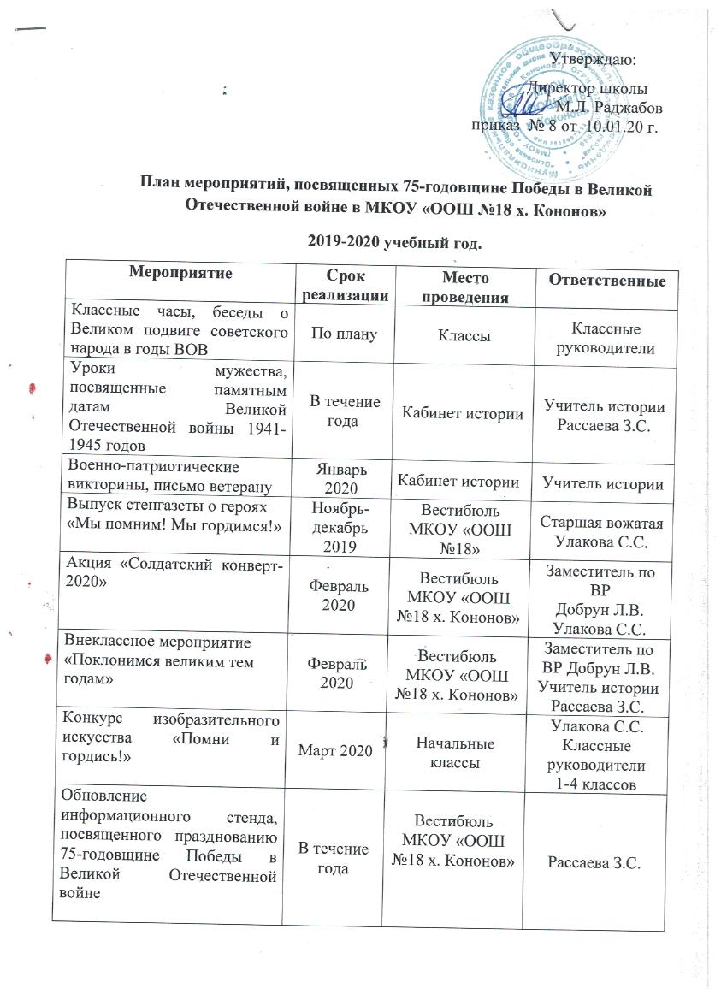 Утверждаю:
Директор школы
М.Л. Раджабов
приказ № 8 от 10.01.20 г.
План мероприятий, посвященных 75-годовщине Победы в Великой
Отечественной войне в МКОУ «ООШ №18 х. Кононов»
2019-2020 учебный год.
Мероприятие
Срок
реализации
Место
проведения
Ответственные
Классные часы, беседы о
Великом подвиге советского
народа в годы ВОВ
По плану
Классы
Классные
руководители
Уроки мужества,
посвященные памятным
датам Великой
Отечественной войны 1941-
1945 годов
В течение
года
Кабинет истории
Учитель истории
Рассаева З.С.
Военно-патриотические
викторины, письмо ветерану
Январь
2020
Кабинет истории
Учитель истории
Выпуск стенгазеты о героях
«Мы помним! Мы гордимся!»
Ноябрь-
декабрь
2019
Вестибюль
МКОУ «ООШ
№18»
Старшая вожатая
Улакова С.С.
Акция «Солдатский конверт-
2020»
Февраль
2020
Вестибюль
МКОУ «ООШ
№18 х. Кононов»
Заместитель по
ВР
Добрун Л.В.
Улакова С.С.
Внеклассное мероприятие
«Поклонимся великим тем
годам»
Февраль
2020
Вестибюль
МКОУ «ООШ
№18 х. Кононов»
Заместитель по
ВР Добрун Л.В.
Учитель истории
Рассаева З.С.
Конкурс изобразительного
искусства «Помни и
гордись!»
Март 2020
Начальные
классы
Улакова С.С.
Классные
руководители
1-4 классов
Обновление
информационного стенда,
посвященного празднованию
75-годовщине Победы в
Великой Отечественной
войне
В течение
года
Вестибюль
МКОУ «ООШ
№18 х. Кононов»
Рассаева З.С.